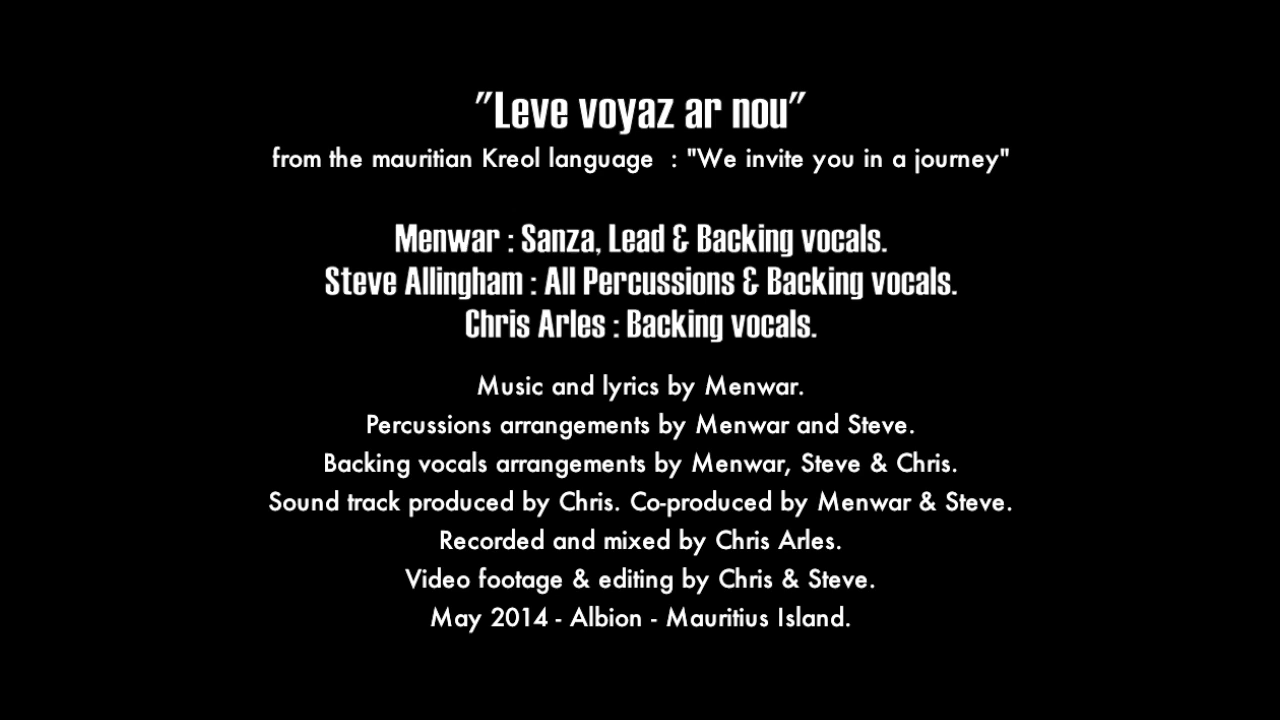 "Leve voyaz ar nou"
from the mauritian Kreol language  : "We invite you in a journey"
Menwar : Sanza, Lead & Backing vocals.
Steve Allingham : All Percussions & Backing vocals.
Chris Arles : Backing vocals.
Music and lyrics by Menwar.
Percussions arrangements by Menwar and Steve.
Backing vocals arrangements by Menwar, Steve & Chris.
Sound track produced by Chris. Co-produced by Menwar & Steve.
Recorded and mixed by Chris Arles.
Video footage & editing by Chris & Steve.
May 2014 - Albion - Mauritius Island.